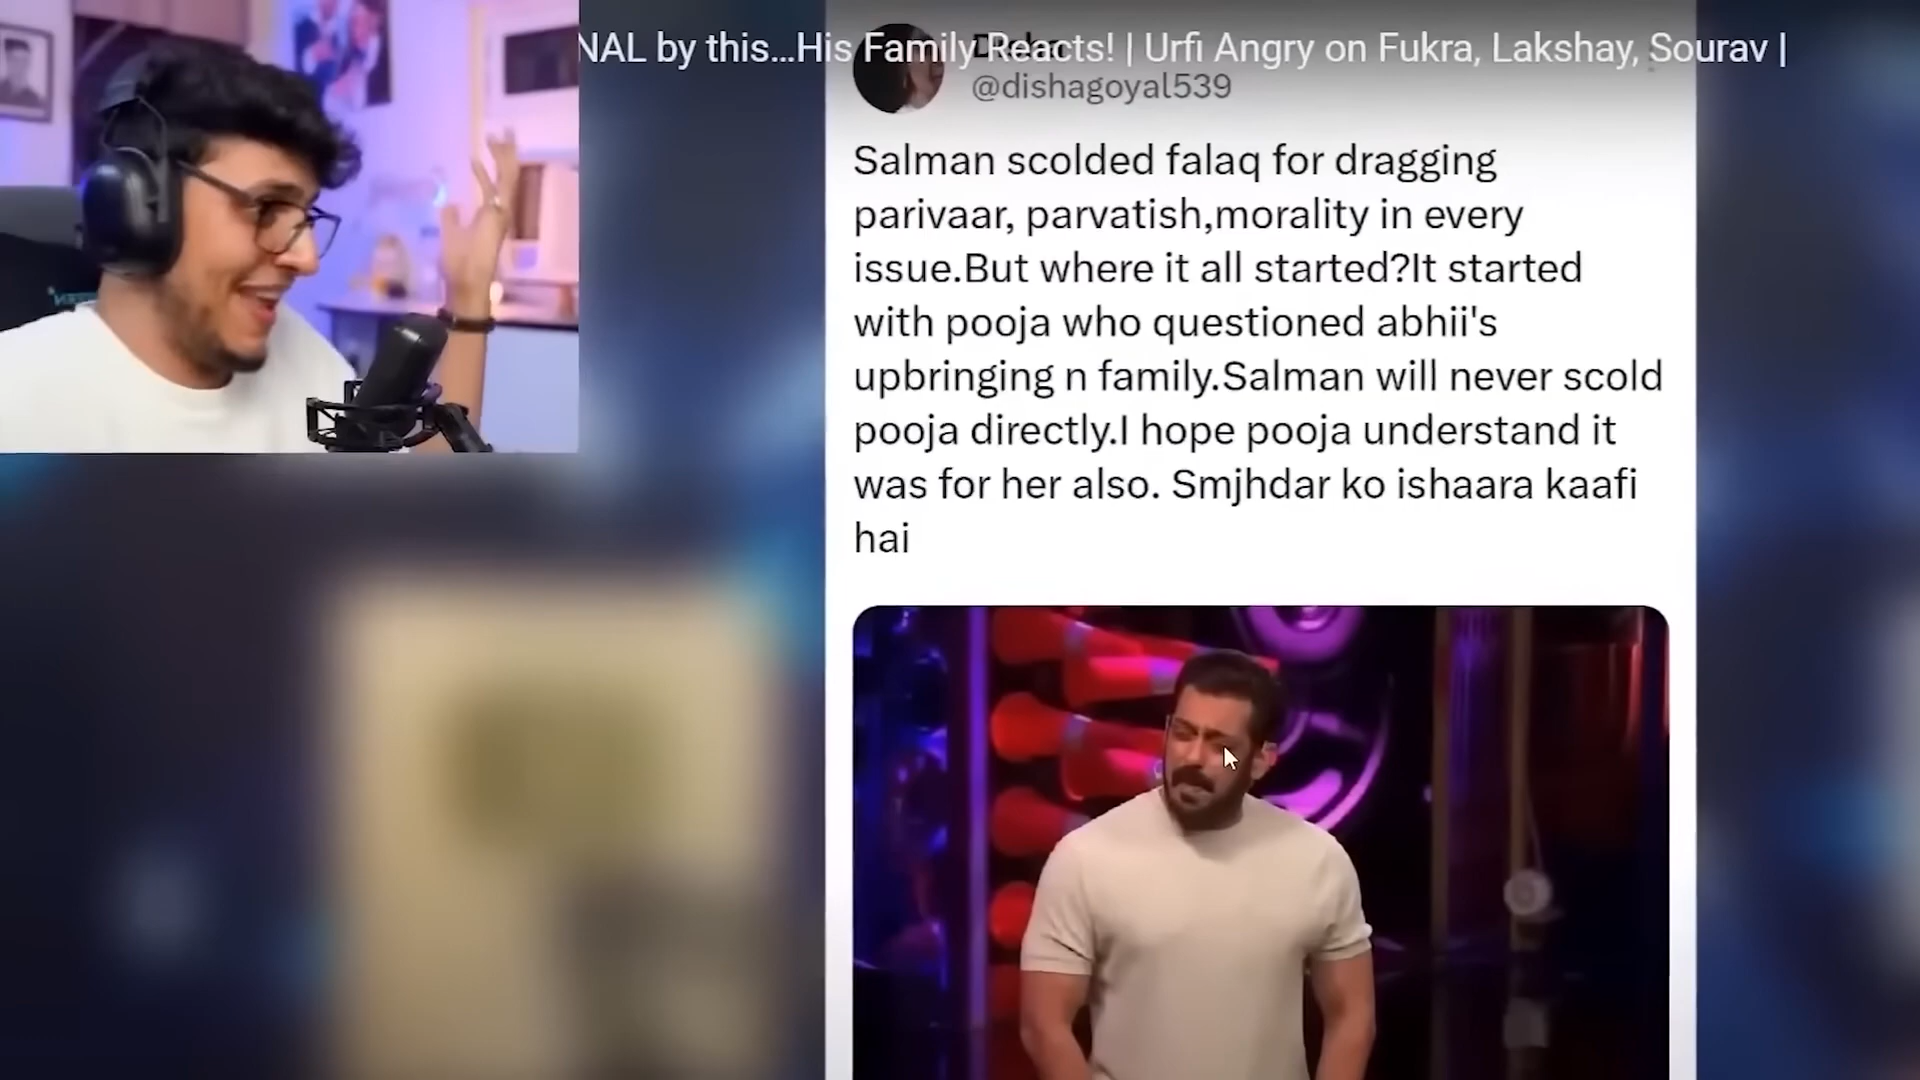 NAL by this...His Family Reacts! | Urfi Angry on Fukra, Lakshay, Sourav |
@dishagoyal539
Salman scolded falaq for dragging
parivaar, parvatish,morality in every
issue.But where it all started?It started
with pooja who questioned abhii's
upbringing n family.Salman will never scold
pooja directly.I hope pooja understand it
was for her also. Smjhdar ko ishaara kaafi
hai